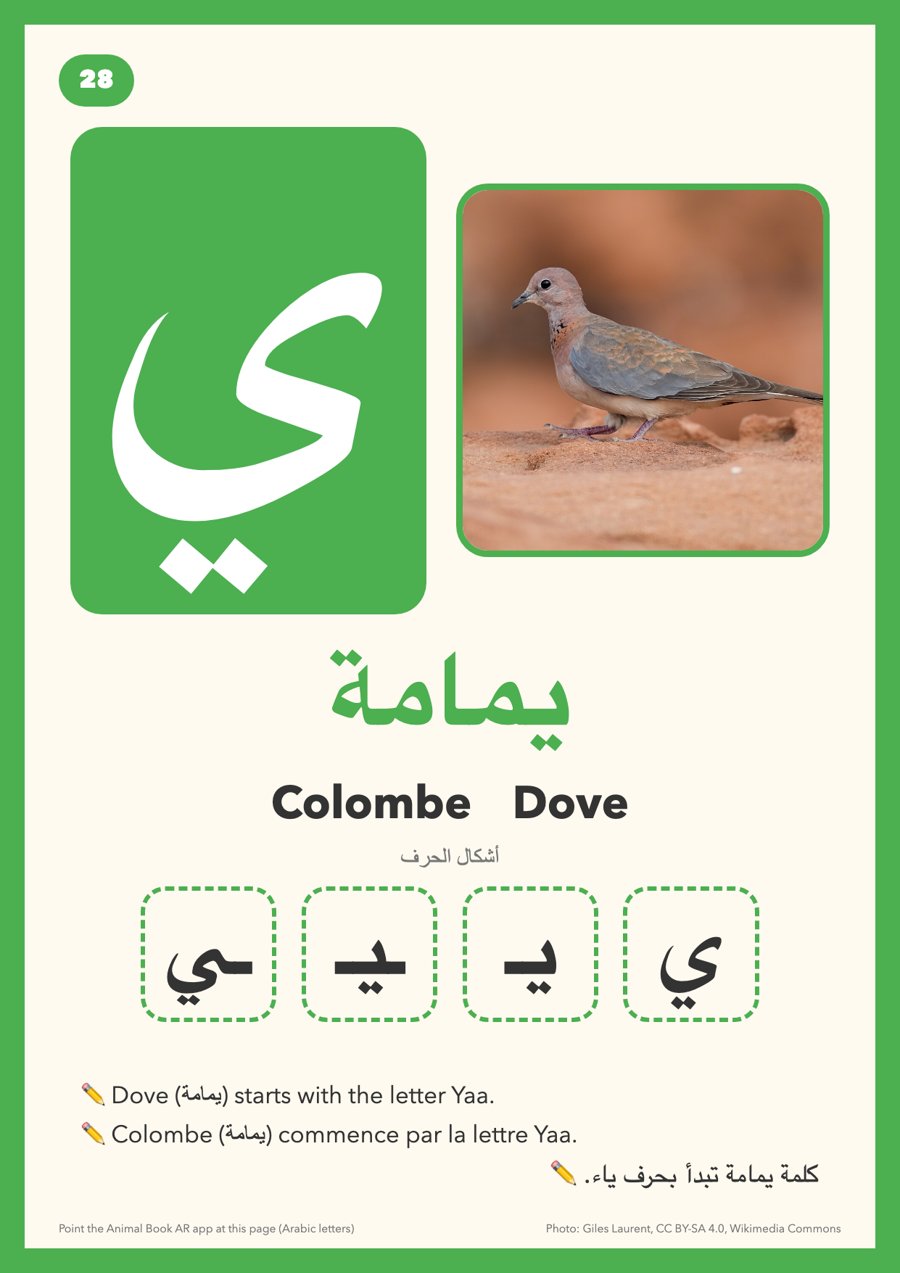 28
ي
يمامة
Colombe Dove
أشكال الحرف
ي يـ ـيـ ـي
✏️ Dove (يمامة) starts with the letter Yaa.
✏️ Colombe (يمامة) commence par la lettre Yaa.
كلمة يمامة تبدأ بحرف ياء. ✏️
Point the Animal Book AR app at this page (Arabic letters)
Photo: Giles Laurent, CC BY-SA 4.0, Wikimedia Commons